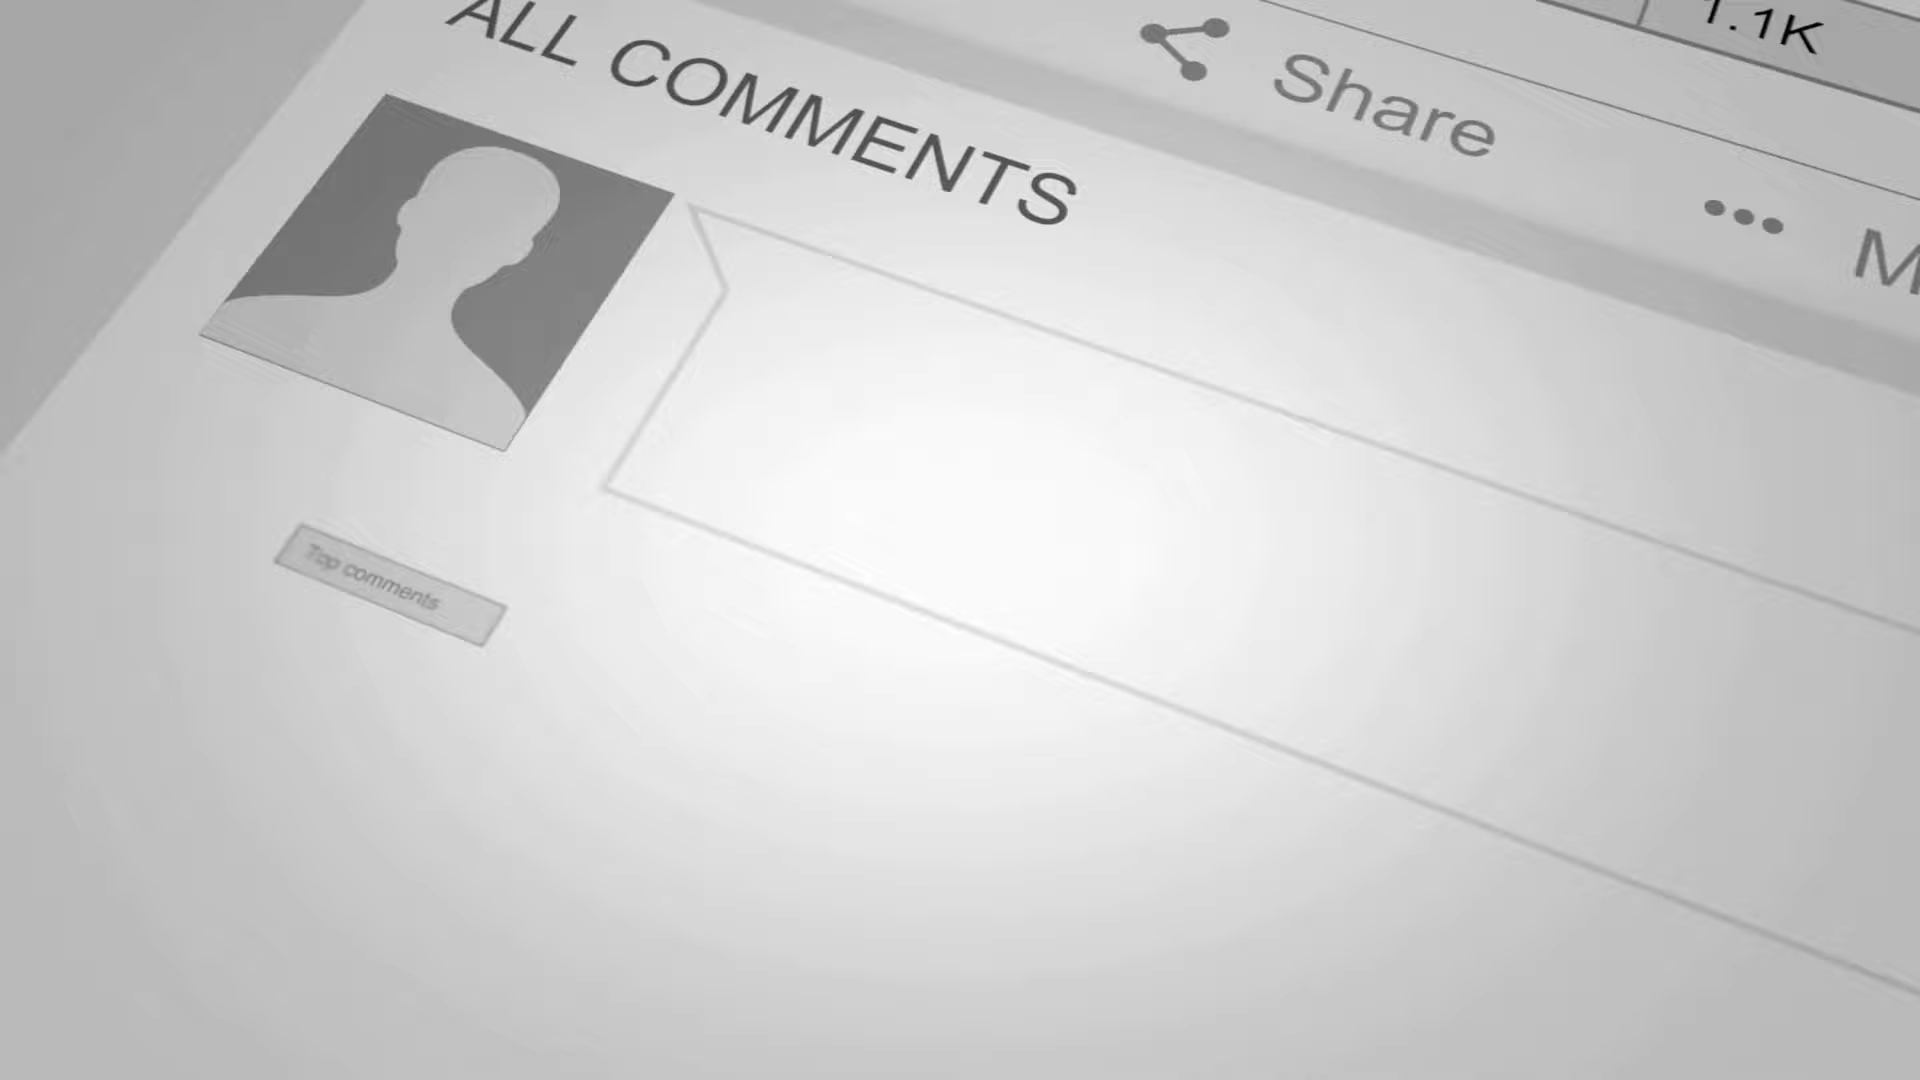 1.1K
Share
••• M
ALL COMMENTS
Top comments